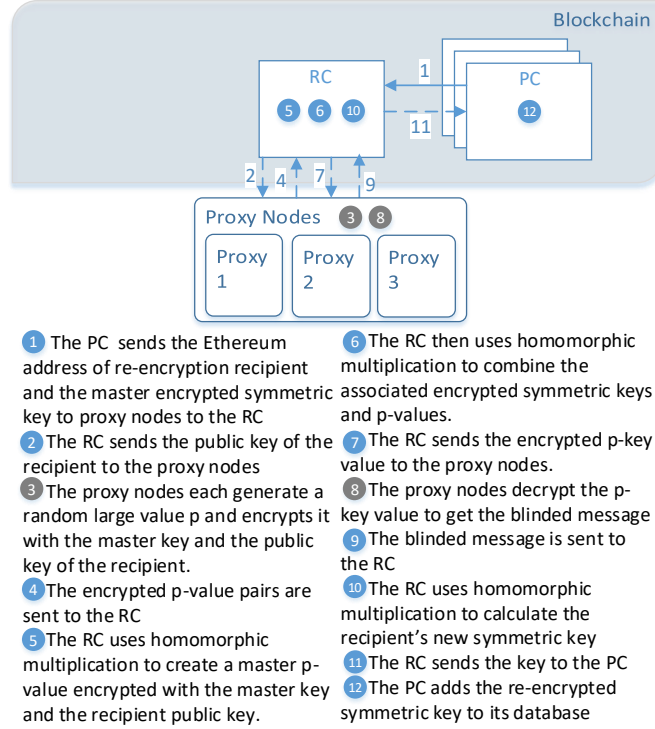 Blockchain
RC
1
PC
5 6 10
12
11
2
4
7
9
Proxy Nodes 3 8
Proxy
1
Proxy
2
Proxy
3
1 The PC sends the Ethereum
address of re-encryption recipient
and the master encrypted symmetric
key to proxy nodes to the RC
2 The RC sends the public key of the
recipient to the proxy nodes
3 The proxy nodes each generate a
random large value p and encrypts it
with the master key and the public
key of the recipient.
4 The encrypted p-value pairs are
sent to the RC
5 The RC uses homomorphic
multiplication to create a master p-
value encrypted with the master key
and the recipient public key.
6 The RC then uses homomorphic
multiplication to combine the
associated encrypted symmetric keys
and p-values.
7 The RC sends the encrypted p-key
value to the proxy nodes.
8 The proxy nodes decrypt the p-
key value to get the blinded message
9 The blinded message is sent to
the RC
10 The RC uses homomorphic
multiplication to calculate the
recipient's new symmetric key
11 The RC sends the key to the PC
12 The PC adds the re-encrypted
symmetric key to its database